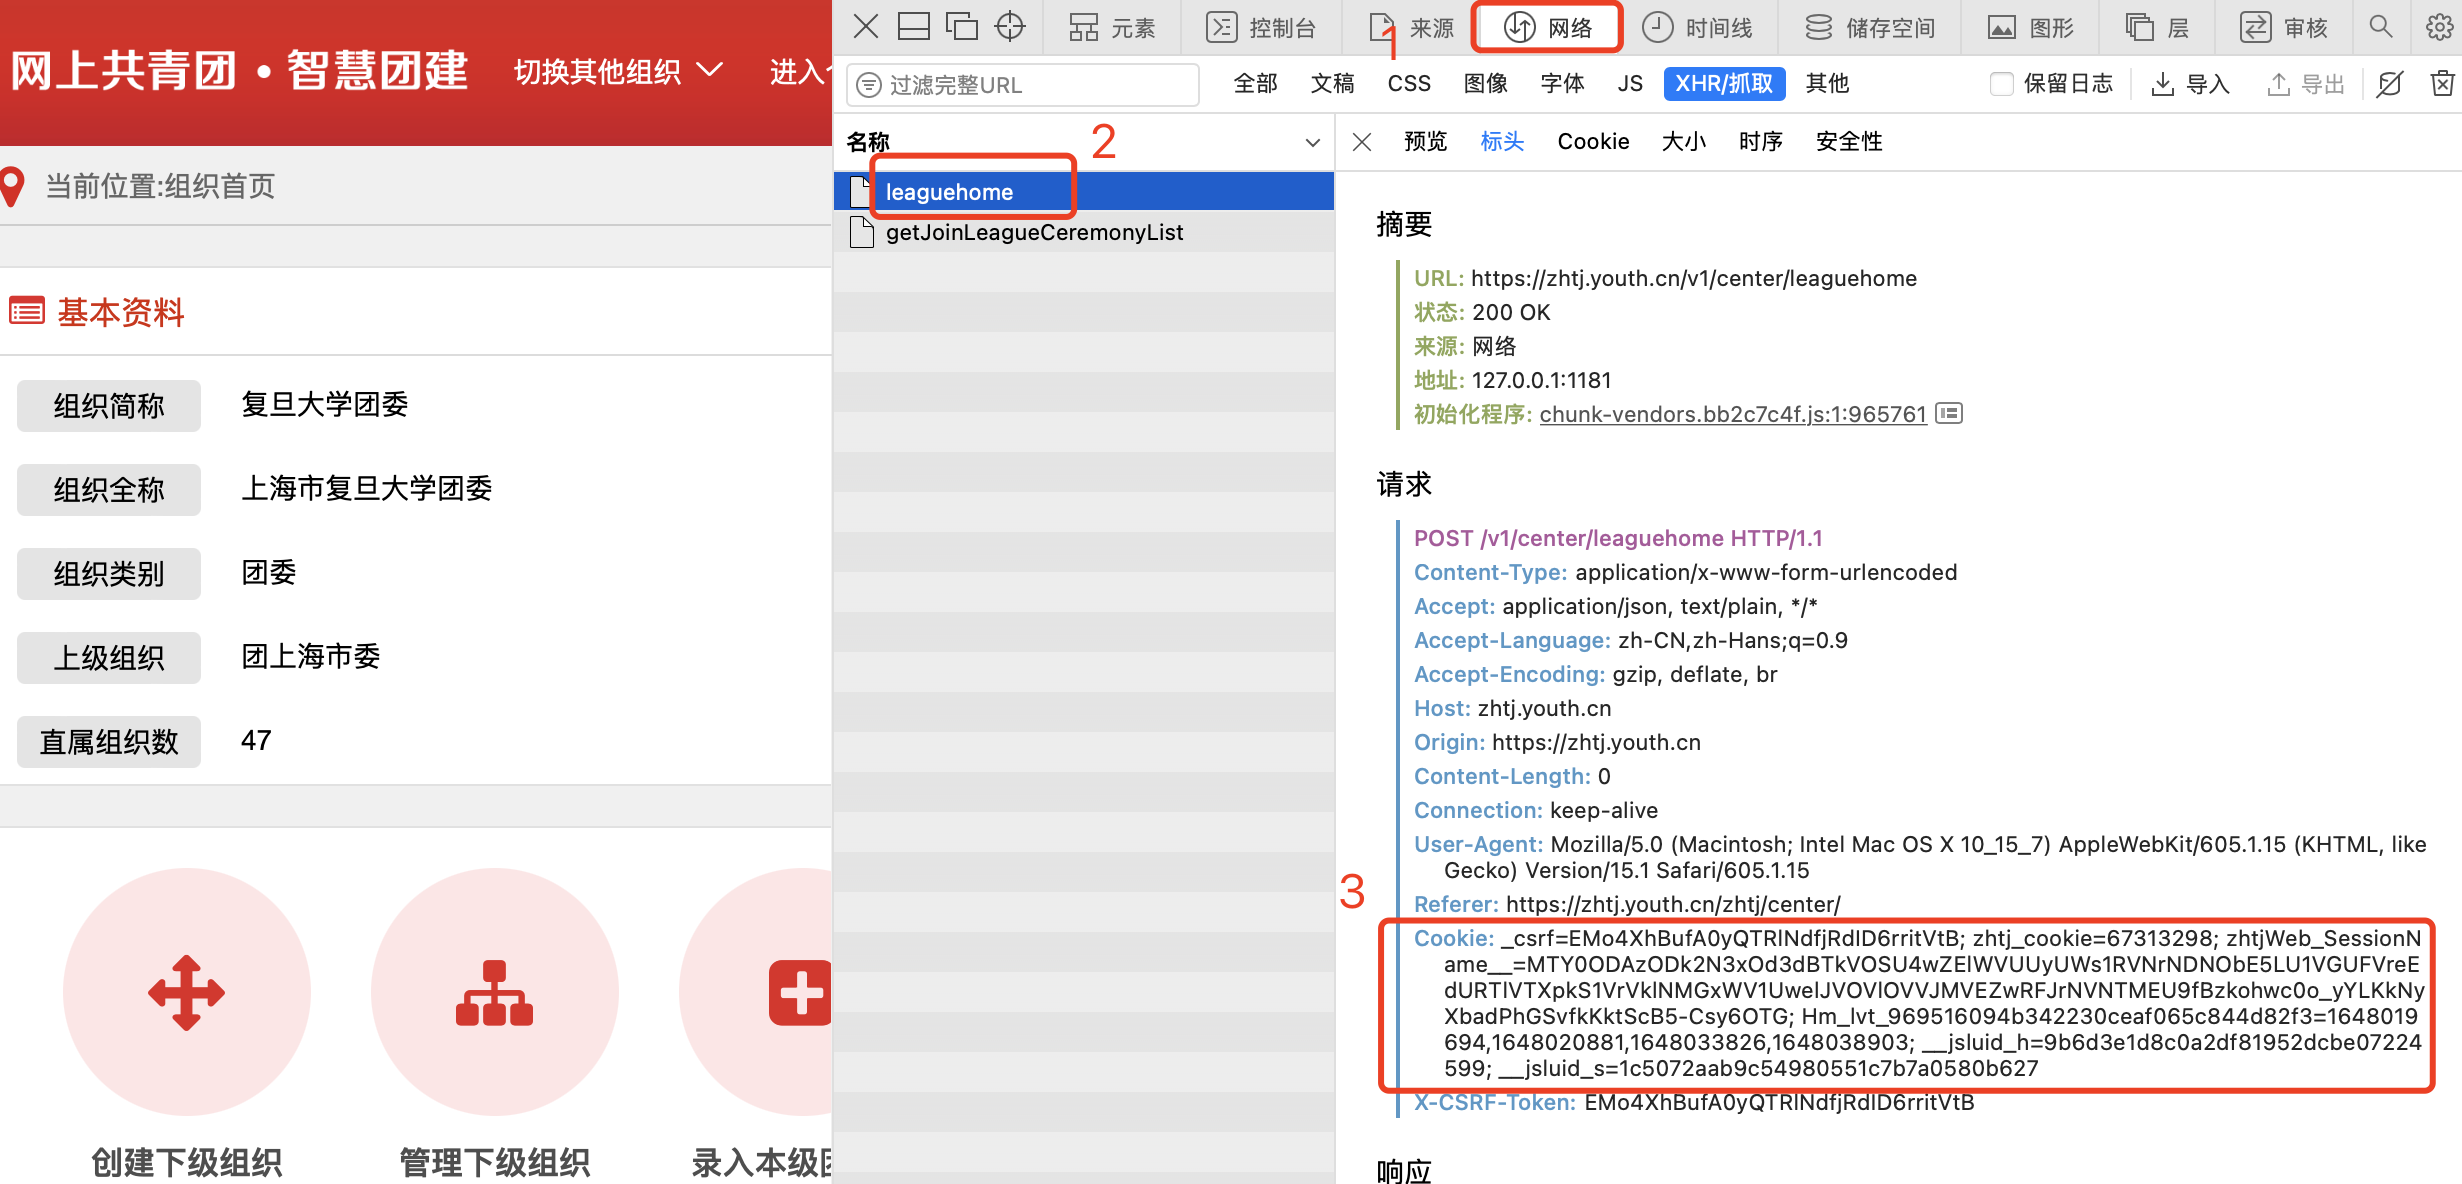 网上共青团·智慧团建
切换其他组织
进入
当前位置:组织首页
基本资料
组织简称 复旦大学团委
组织全称 上海市复旦大学团委
组织类别 团委
上级组织 团上海市委
直属组织数 47
创建下级组织 管理下级组织 录入本级
元素 控制台 来源 网络 时间线 储存空间 图形 层 审核
1
过滤完整URL 全部 文稿 CSS 图像 字体 JS XHR/抓取 其他 保留日志 导入 导出
名称
2
预览 标头 Cookie 大小 时序 安全性
leaguehome
getJoinLeagueCeremonyList
摘要
URL: https://zhtj.youth.cn/v1/center/leaguehome
状态: 200 OK
来源: 网络
地址: 127.0.0.1:1181
初始化程序: chunk-vendors.bb2c7c4f.js:1:965761
请求
POST /v1/center/leaguehome HTTP/1.1
Content-Type: application/x-www-form-urlencoded
Accept: application/json, text/plain, */*
Accept-Language: zh-CN,zh-Hans;q=0.9
Accept-Encoding: gzip, deflate, br
Host: zhtj.youth.cn
Origin: https://zhtj.youth.cn
Content-Length: 0
Connection: keep-alive
User-Agent: Mozilla/5.0 (Macintosh; Intel Mac OS X 10_15_7) AppleWebKit/605.1.15 (KHTML, like
Gecko) Version/15.1 Safari/605.1.15
3
Referer: https://zhtj.youth.cn/zhtj/center/
Cookie: _csrf=EMo4XhBufA0yQTRlNdfjRdID6rritVtB; zhtj_cookie=67313298; zhtjWeb_SessionN
ame__=MTY0ODAzODk2N3xOd3dBTkVOSU4wZElWVUUyUWs1RVNrNDNObE5LU1VGUFVreE
dURTlVTXpkS1VrVklNMGxWV1UwelJVOVlOVVJMVEZwRFJrNVNTMEU9fBzkohwc0o_yYLKkNy
XbadPhGSvfkKktScB5-Csy6OTG; Hm_lvt_969516094b342230ceaf065c844d82f3=1648019
694,1648020881,1648033826,1648038903; __jsluid_h=9b6d3e1d8c0a2df81952dcbe07224
599; __jsluid_s=1c5072aab9c54980551c7b7a0580b627
X-CSRF-Token: EMo4XhBufA0yQTRlNdfjRdID6rritVtB
响应